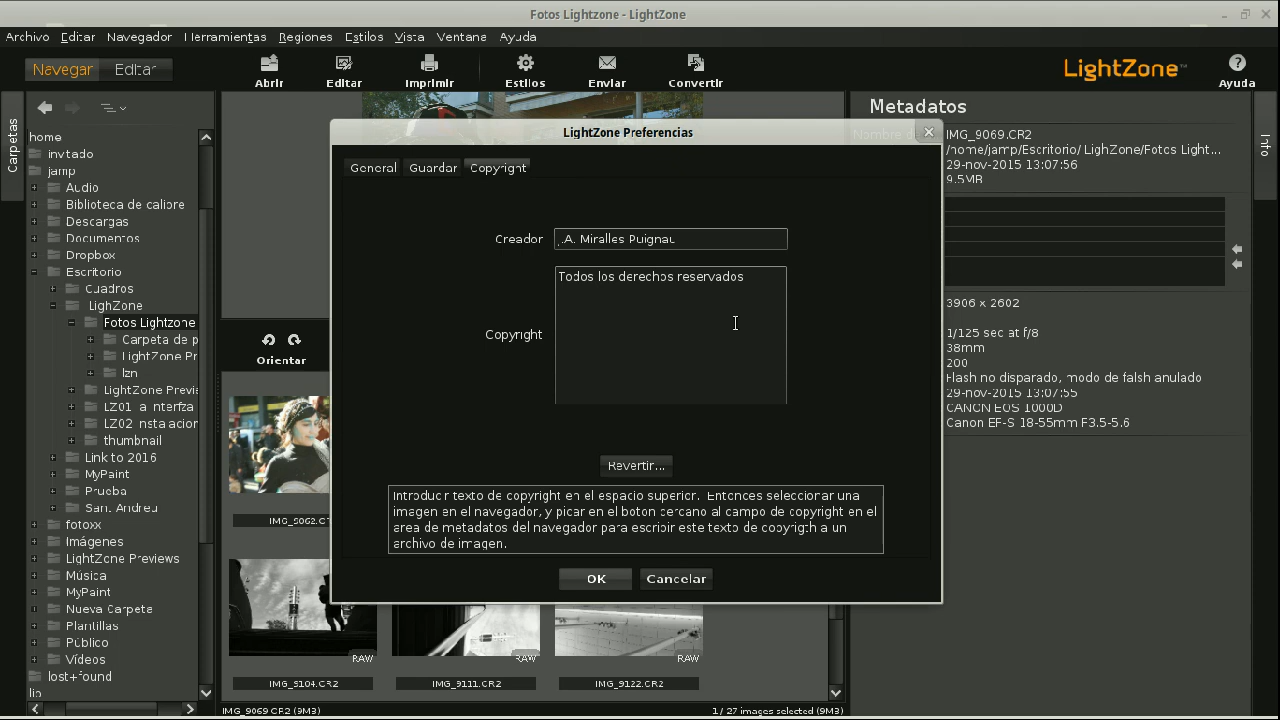 Fotos Lightzone - LightZone
Archivo Editar Navegador Herramientas Regiones Estilos Vista Ventana Ayuda
Navegar Editar
Abrir Editar Imprimir Estilos Enviar Convertir
LightZone
Ayuda
Carpetas
home
invitado
jamp
Audio
Biblioteca de calibre
Descargas
Documentos
Dropbox
Escritorio
Cuadros
LighZone
Fotos Lightzone
Carpeta de p
LightZone Pr
lzn
LightZone Previe
LZ01
LZ02
thumbnail
Link to 2016
MyPaint
Prueba
San. Andreu
fotoxx
Imágenes
LightZone Previews
Música
MyPaint
Nueva Carpeta
Plantillas
Público
Vídeos
lost+found
lib
Orientar
RAW RAW RAW
IMG_9104.CR2 IMG_9111.CR2 IMG_9122.CR2
IMG_9069.CR2 (9M3)
1 / 27 images selected (9M3)
LightZone Preferencias
General Guardar Copyright
Creador
.A. Miralles Puignau
Copyright
Todos los derechos reservados
Revertir...
Introducir texto de copyright en el espacio superior. Entonces seleccionar una
imagen en el navegador, y picar en el boton cercano al campo de copyright en el
area de metadatos del navegador para escribir este texto de copyrigth a un
archivo de imagen.
OK Cancelar
Metadatos
IMG_9069.CR2
/home/jamp/Escritorio/ LighZone/Fotos Light...
29-nov-2015 13:07:56
9.5MB
3906 x 2602
1/125 sec at f/8
38mm
200
Flash no disparado, modo de falsh anulado
29-nov-2015 13:07:55
CANON EOS 1000D
Canon EF-S 18-55mm F3.5-5.6
Info